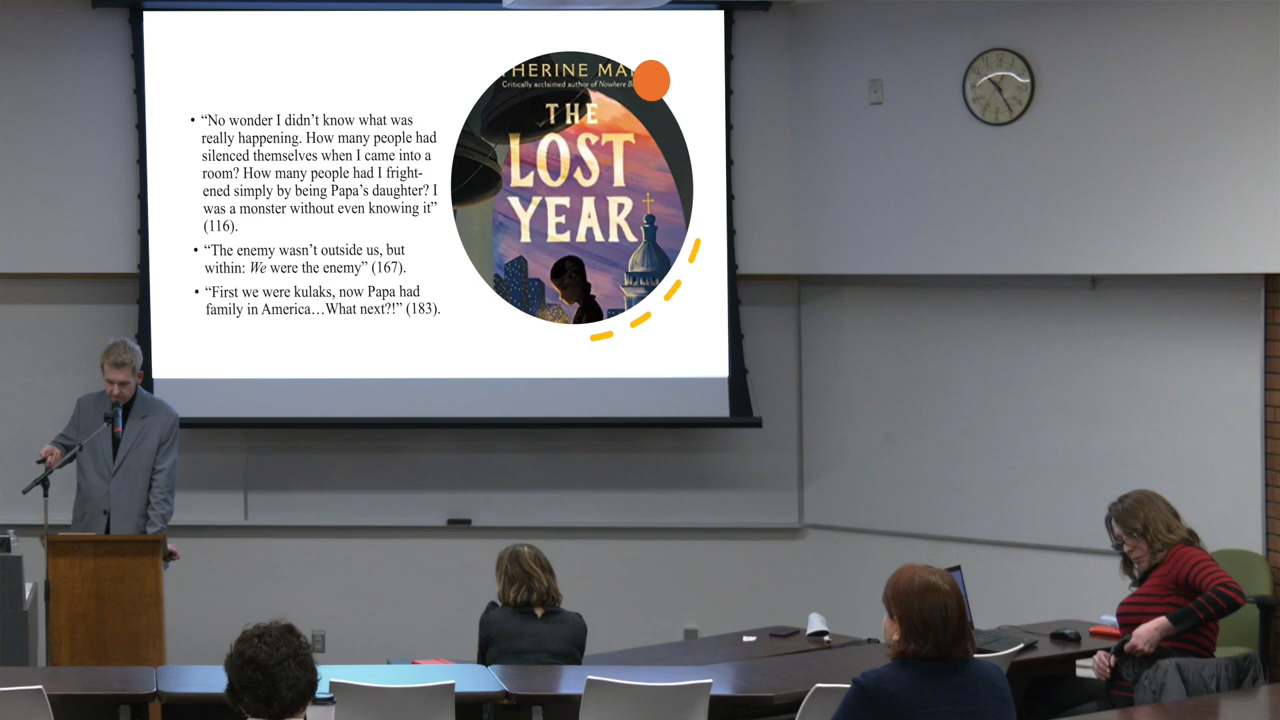 • “No wonder I didn’t know what was
really happening. How many people had
silenced themselves when I came into a
room? How many people had I fright-
ened simply by being Papa’s daughter? I
was a monster without even knowing it”
(116).
• “The enemy wasn’t outside us, but
within: We were the enemy” (167).
• “First we were kulaks, now Papa had
family in America…What next?!” (183).
THERINE MA
Critically acclaimed author of Nowhere B
THE
LOST
YEAR